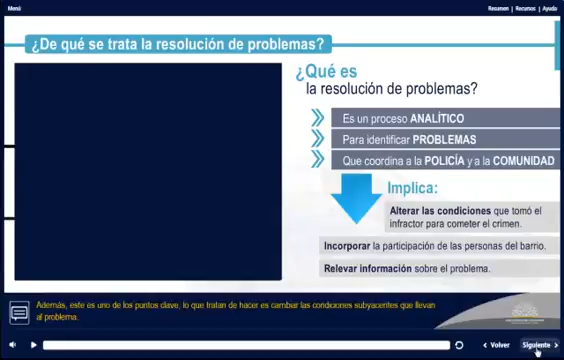 Menú
Resumen | Recursos | Ayuda
¿De qué se trata la resolución de problemas?
¿Qué es
la resolución de problemas?
Es un proceso ANALÍTICO
Para identificar PROBLEMAS
Que coordina a la POLICÍA y a la COMUNIDAD
Implica:
Alterar las condiciones que tomó el
infractor para cometer el crimen.
Incorporar la participación de las personas del barrio.
Relevar información sobre el problema.
Además, este es uno de los puntos clave, lo que tratan de hacer es cambiar las condiciones subyacentes que llevan
al problema.
Volver
Siguiente